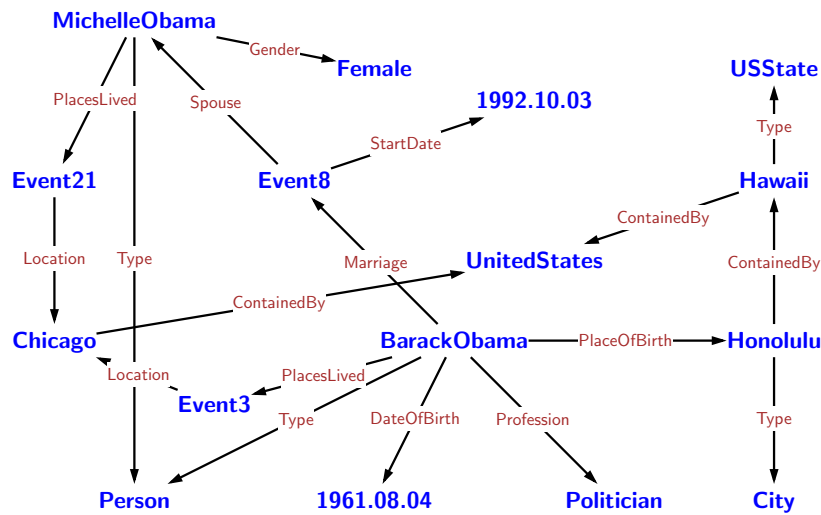 MichelleObama
Gender
Female
USState
PlacesLived
Spouse
1992.10.03
Type
StartDate
Event21
Event8
Hawaii
ContainedBy
Location
Type
Marriage
UnitedStates
ContainedBy
ContainedBy
Chicago
BarackObama
PlaceOfBirth
Honolulu
Location
PlacesLived
Event3
Type
DateOfBirth
Profession
Type
Person
1961.08.04
Politician
City